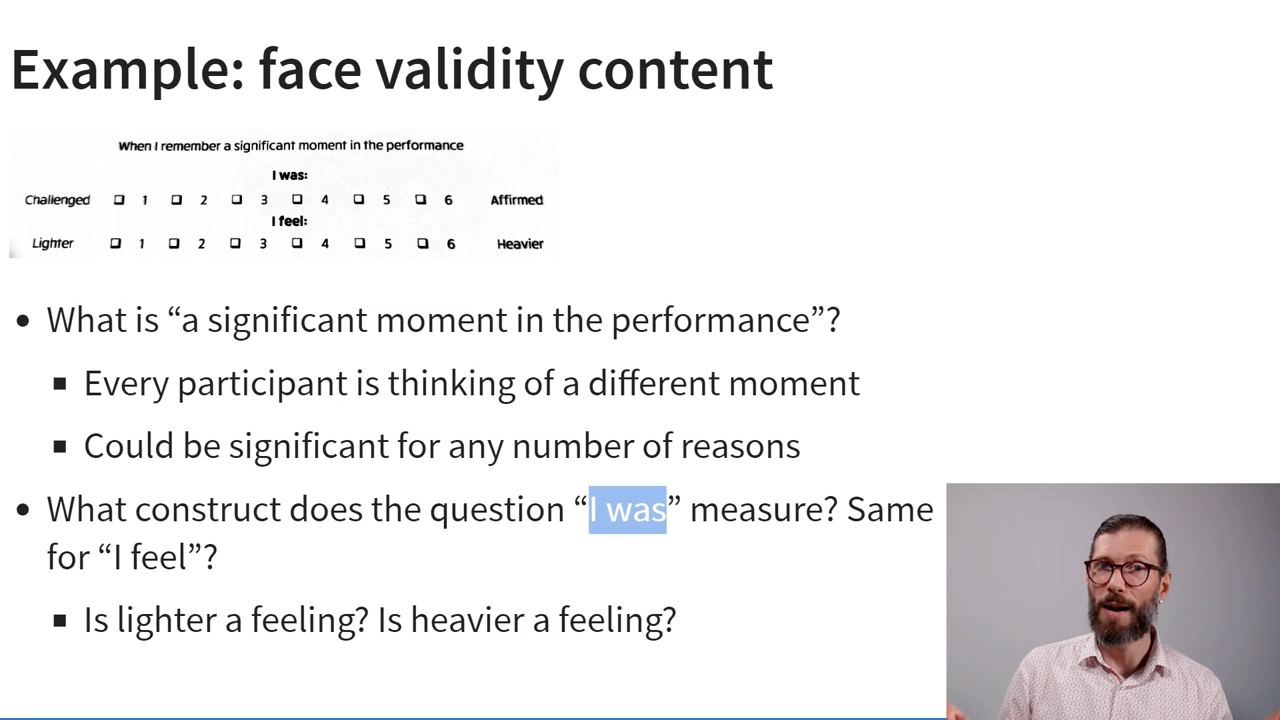 Example: face validity content
When I remember a significant moment in the performance
I was:
Challenged ❏ 1 ❏ 2 ❏ 3 ❏ 4 ❏ 5 ❏ 6 Affirmed
I feel:
Lighter ❏ 1 ❏ 2 ❏ 3 ❏ 4 ❏ 5 ❏ 6 Heavier
• What is “a significant moment in the performance”?
▪ Every participant is thinking of a different moment
▪ Could be significant for any number of reasons
• What construct does the question “I was” measure? Same
for “I feel”?
▪ Is lighter a feeling? Is heavier a feeling?